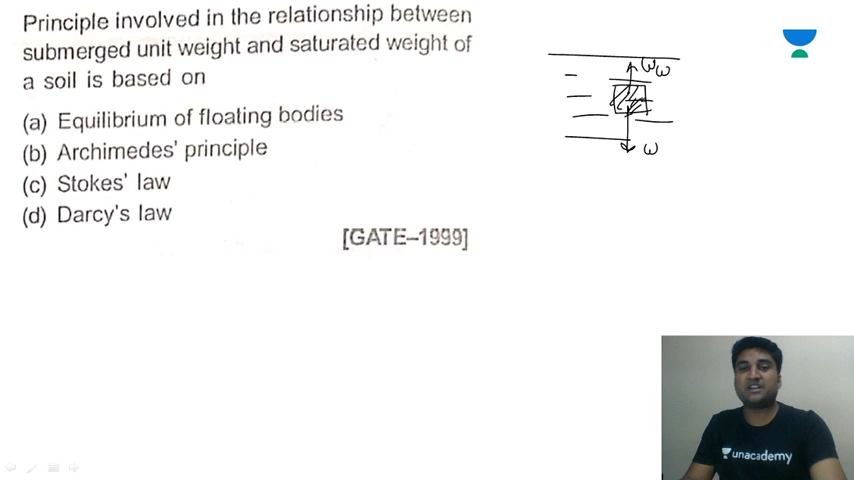 Principle involved in the relationship between
submerged unit weight and saturated weight of
a soil is based on
(a) Equilibrium of floating bodies
(b) Archimedes' principle
(c) Stokes' law
(d) Darcy's law
[GATE–1999]
Ww
W
unacademy